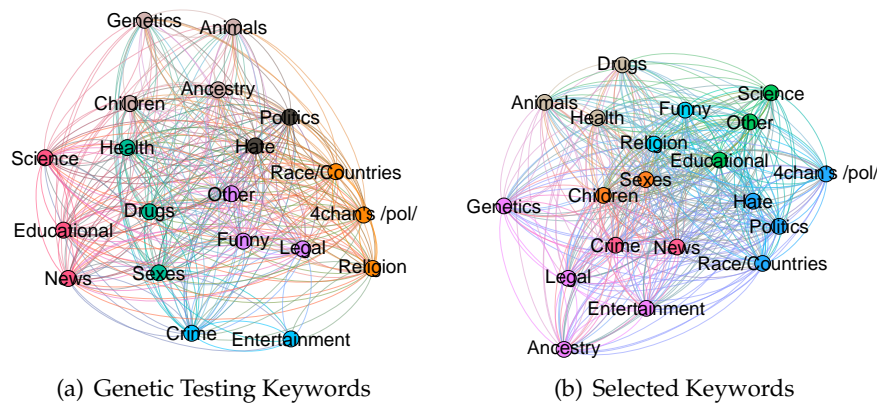 Genetics
Animals
Children
Ancestry
Politics
Health
Hate
Science
Race/Countries
Other
Drugs
4chan's /pol/
Educational
Funny
Legal
News
Sexes
Religion
Crime
Entertainment
(a) Genetic Testing Keywords
Drugs
Science
Animals
Funny
Health
Other
Religion
Educational
4chan's /pol/
Sexes
Children
Hate
Genetics
Politics
Crime
News
Race/Countries
Legal
Entertainment
Ancestry
(b) Selected Keywords